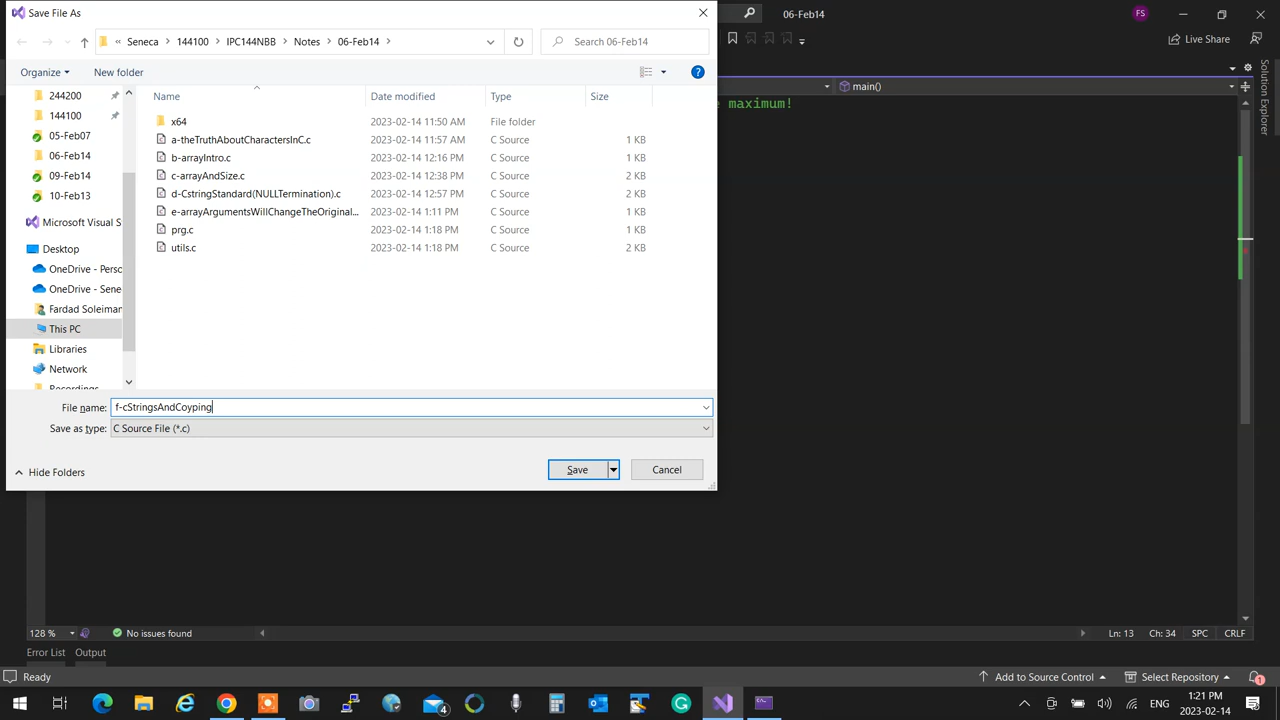 Save File As
06-Feb14
FS
« Seneca > 144100 > IPC144NBB > Notes > 06-Feb14 >
Search 06-Feb14
Live Share
Organize
New folder
?
main()
Name
Date modified
Type
Size
maximum!
244200
144100
05-Feb07
06-Feb14
09-Feb14
10-Feb13
Microsoft Visual S
Desktop
OneDrive - Perso
OneDrive - Sene
Fardad Soleimar
This PC
Libraries
Network
Recordings
x64 2023-02-14 11:50 AM File folder
a-theTruthAboutCharactersInC.c 2023-02-14 11:57 AM C Source 1 KB
b-arrayIntro.c 2023-02-14 12:16 PM C Source 1 KB
c-arrayAndSize.c 2023-02-14 12:38 PM C Source 2 KB
d-CstringStandard(NULLTermination).c 2023-02-14 12:57 PM C Source 2 KB
e-arrayArgumentsWillChangeTheOriginal... 2023-02-14 1:11 PM C Source 1 KB
prg.c 2023-02-14 1:18 PM C Source 1 KB
utils.c 2023-02-14 1:18 PM C Source 2 KB
Solution Explorer
File name: f-cStringsAndCoyping
Save as type: C Source File (*.c)
Hide Folders
Save
Cancel
128 %
No issues found
Ln: 13 Ch: 34 SPC CRLF
Error List Output
Ready
Add to Source Control
Select Repository
1
4
ENG
1:21 PM
2023-02-14